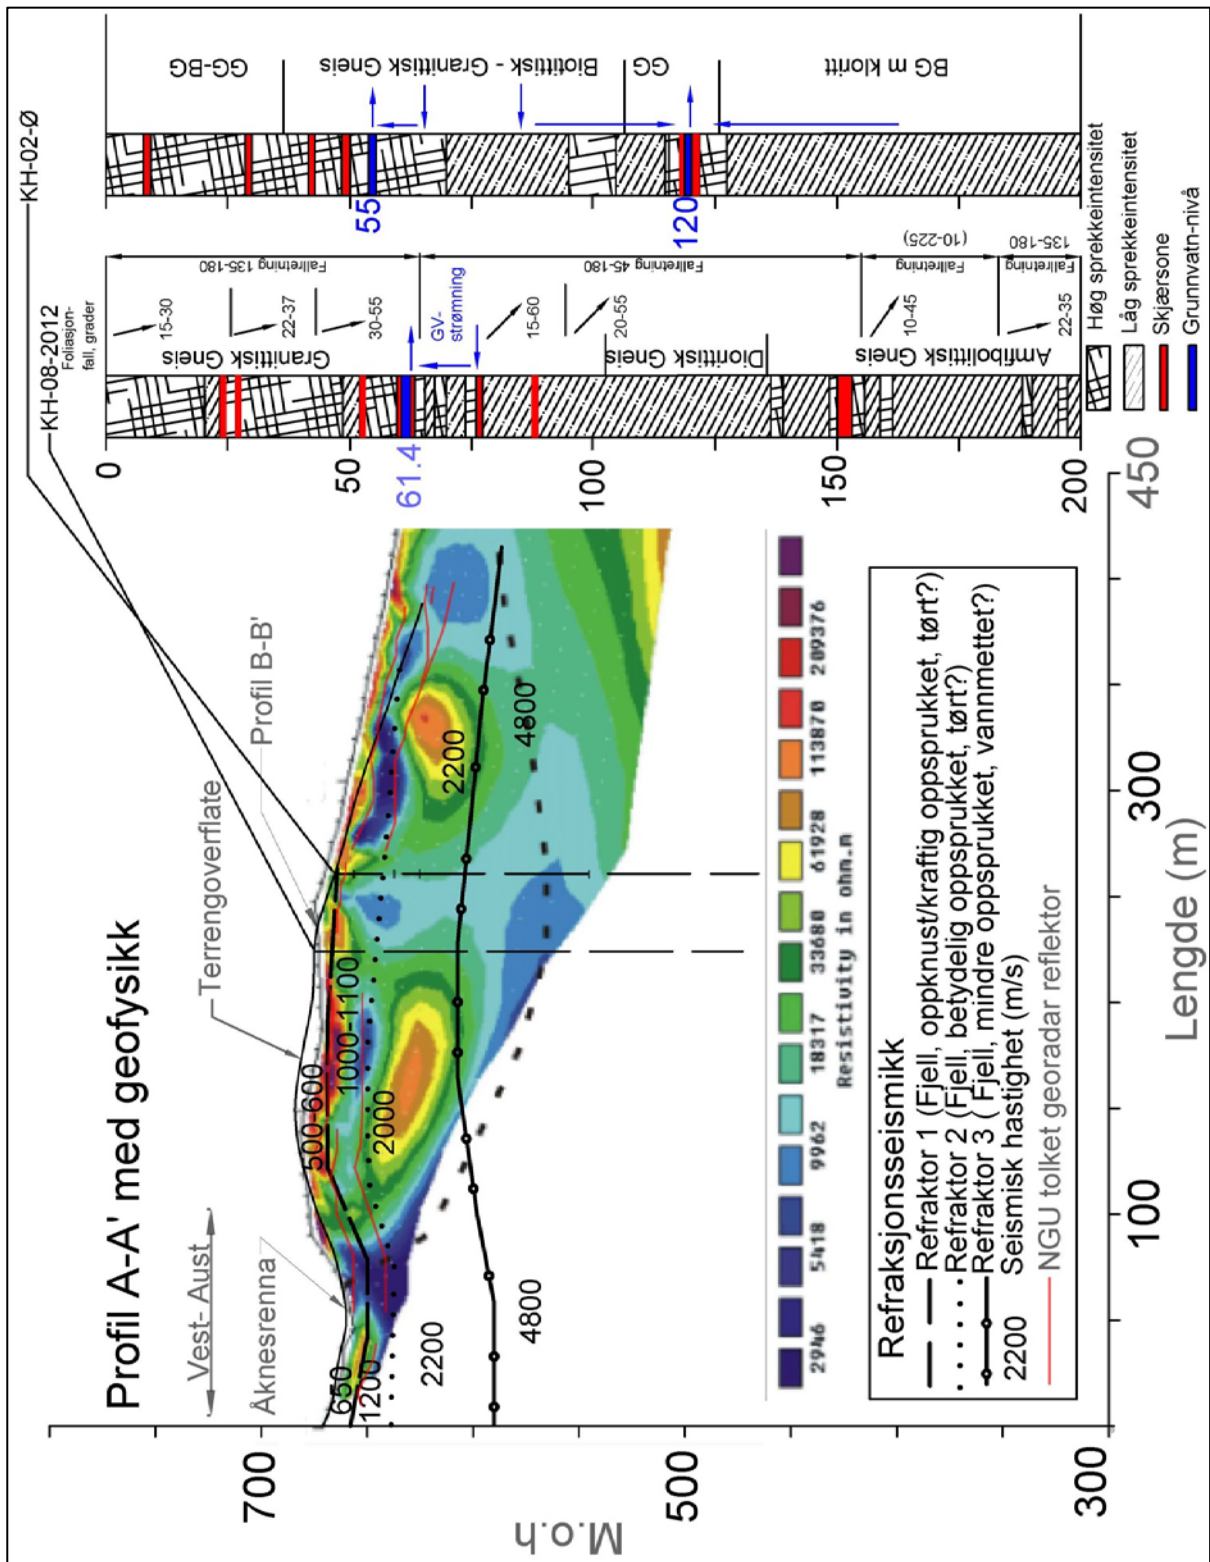 Profil A-A' med geofysikk
Vest- Aust
Åknesrenna
Terrengoverflate
Profil B-B'
KH-08-2012
KH-02-Ø
M.o.h
700
500
300
Lengde (m)
100
300
450
650
1200
2200
4800
500-600
1000-1100
2000
2200
4800
2946
5418
9962
18317
33680
61928
113870
209376
Resistivity in ohm.m
Refraksjonsseismikk
Refraktor 1 (Fjell, oppknust/kraftig oppsprukket, tørt?)
Refraktor 2 (Fjell, betydelig oppsprukket, tørt?)
Refraktor 3 ( Fjell, mindre oppsprukket, vannmettet?)
2200
Seismisk hastighet (m/s)
NGU tolket georadar reflektor
0
50
61.4
100
150
200
Foliasjon-
fall, grader
Granittisk Gneis
Diorittisk Gneis
Amfibolittisk Gneis
15-30
22-37
30-55
GV-
strømning
15-60
20-55
10-45
22-35
Fallretning 135-180
Fallretning 45-180
Fallretning
(10-225)
Fallretning
135-180
55
120
GG-BG
Biotittisk - Granittisk Gneis
GG
BG m kloritt
Høg sprekkeintensitet
Låg sprekkeintensitet
Skjærsone
Grunnvatn-nivå